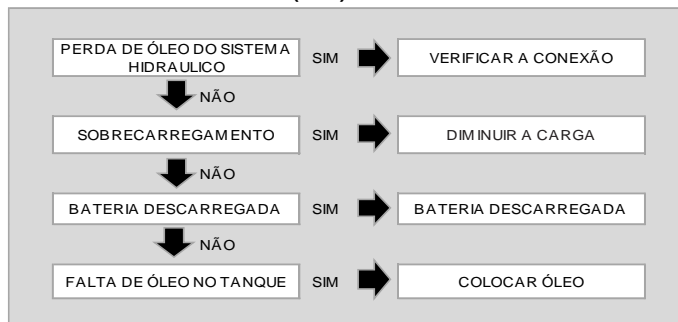 PERDA DE ÓLEO DO SISTEMA
HIDRAULICO
SIM
VERIFICAR A CONEXÃO
NÃO
SOBRECARREGAMENTO
SIM
DIMINUIR A CARGA
NÃO
BATERIA DESCARREGADA
SIM
BATERIA DESCARREGADA
NÃO
FALTA DE ÓLEO NO TANQUE
SIM
COLOCAR ÓLEO